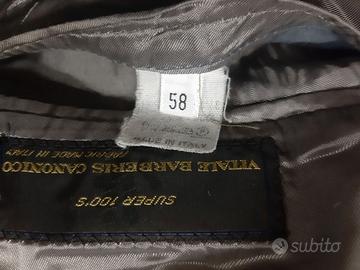 58
MADE IN ITALY
SUPER 100'S
VITALE BARBERIS CANONICO
FABRIC MADE IN ITALY
subito